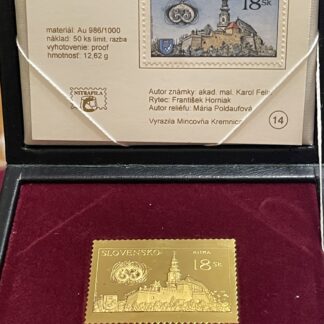 18 SK
materiál: Au 986/1000
náklad: 50 ks limit. razba
vyhotovenie: proof
hmotnosť: 12,62 g
NITRAFILA
Autor známky: akad. mal. Karol Felix
Rytec: František Horniak
Autor reliéfu: Mária Poldaufová
Vyrazila Mincovňa Kremnica
14
SLOVENSKO
NITRA
18 SK